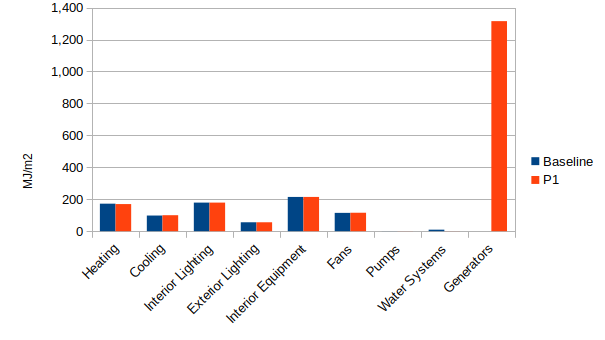 1,400
1,200
1,000
800
600
400
200
0
MJ/m2
Heating
Cooling
Interior Lighting
Exterior Lighting
Interior Equipment
Fans
Pumps
Water Systems
Generators
Baseline
P1